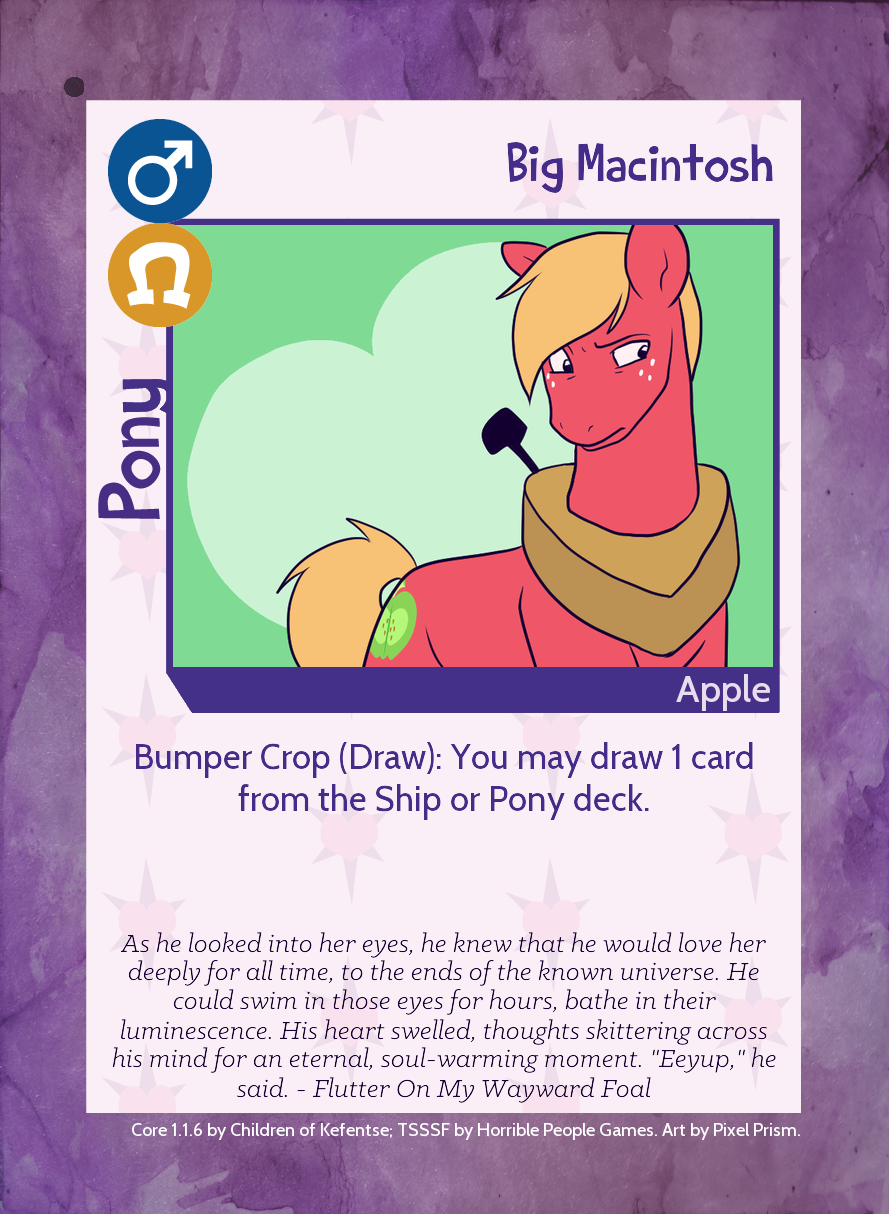 Big Macintosh
Pony
Apple
Bumper Crop (Draw): You may draw 1 card
from the Ship or Pony deck.
As he looked into her eyes, he knew that he would love her
deeply for all time, to the ends of the known universe. He
could swim in those eyes for hours, bathe in their
luminescence. His heart swelled, thoughts skittering across
his mind for an eternal, soul-warming moment. "Eeyup," he
said. - Flutter On My Wayward Foal
Core 1.1.6 by Children of Kefentse; TSSSF by Horrible People Games. Art by Pixel Prism.